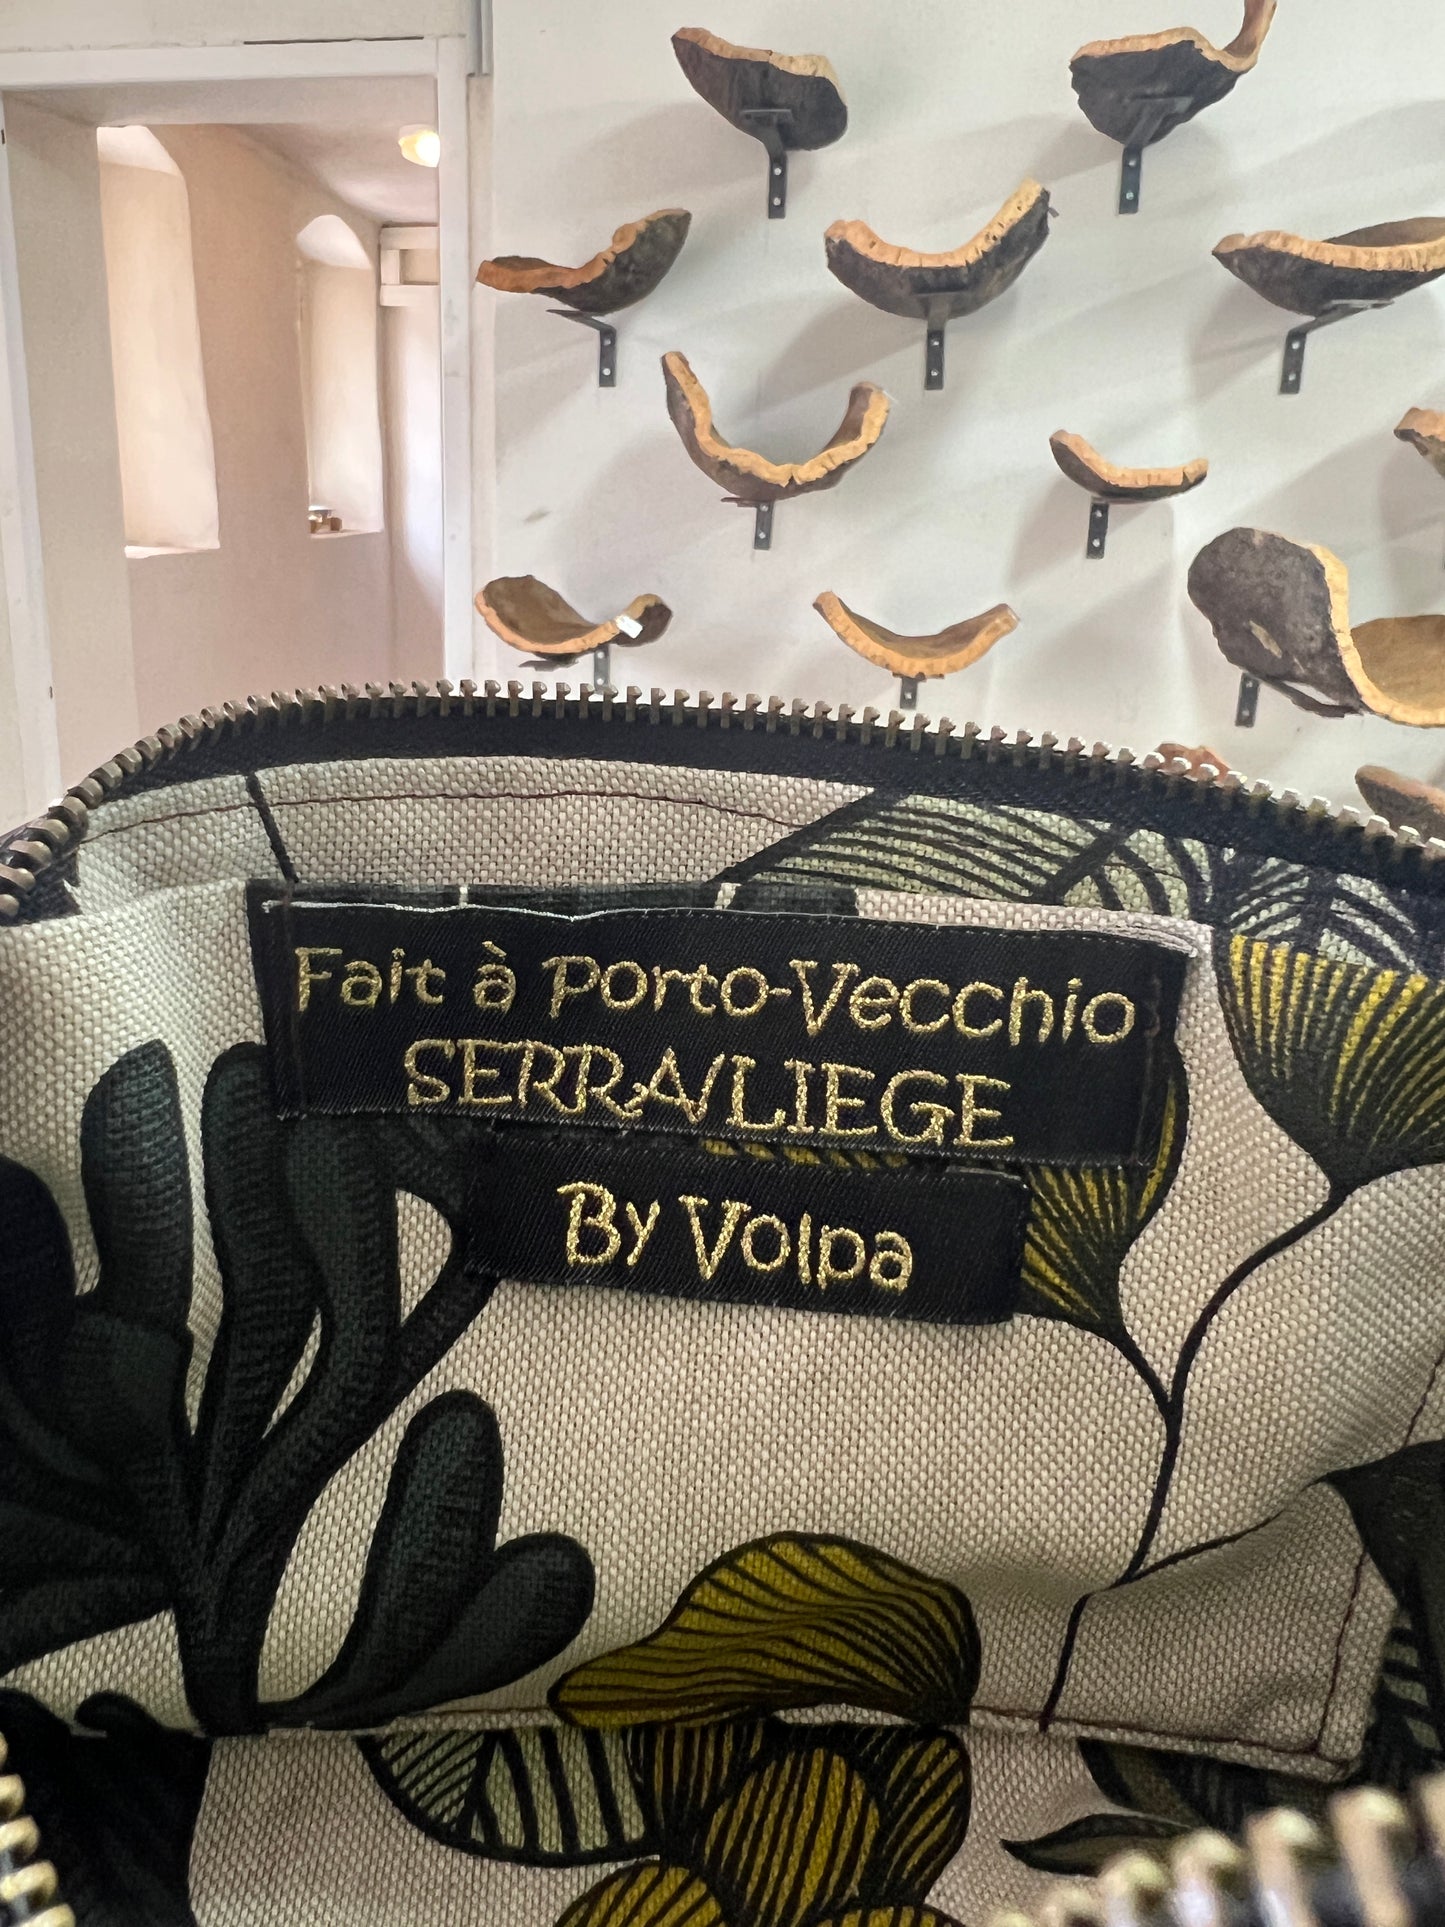 Fait à Porto-Vecchio
SERRA/LIEGE
By Volpa